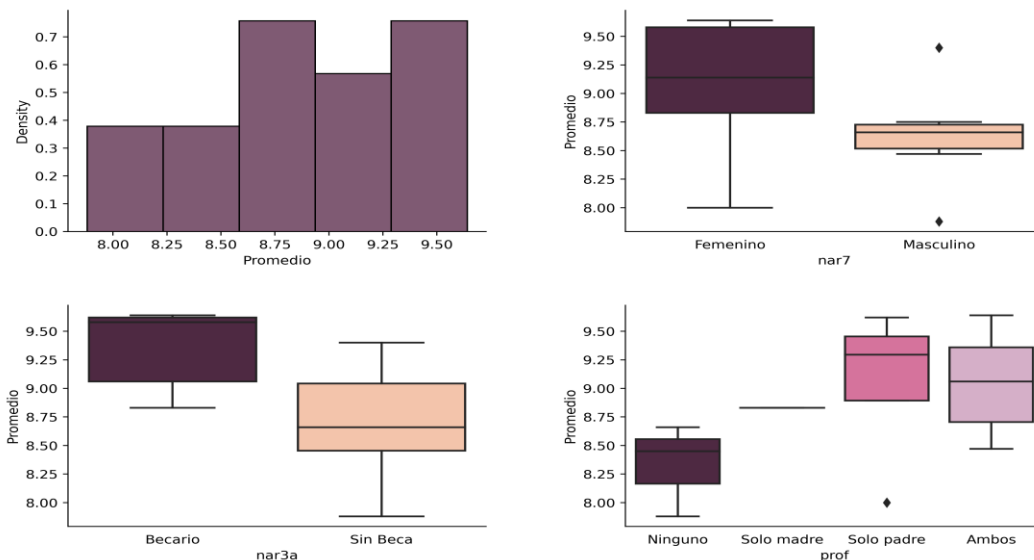 Density
0.7
0.6
0.5
0.4
0.3
0.2
0.1
0.0
8.00 8.25 8.50 8.75 9.00 9.25 9.50
Promedio
Promedio
9.50
9.25
9.00
8.75
8.50
8.25
8.00
Femenino Masculino
nar7
Promedio
9.50
9.25
9.00
8.75
8.50
8.25
8.00
Becario Sin Beca
nar3a
Promedio
9.50
9.25
9.00
8.75
8.50
8.25
8.00
Ninguno Solo madre Solo padre Ambos
prof